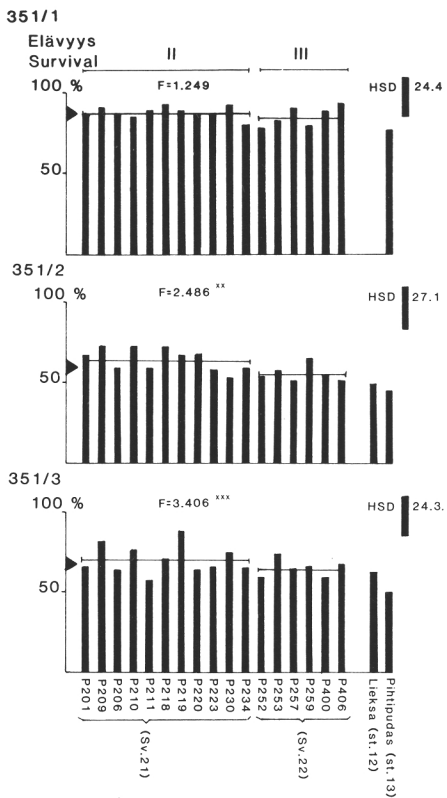 351/1
Elävyys
Survival
II
III
100 %
F=1.249
HSD
24.4
50
351/2
100 %
F=2.486 xx
HSD
27.1
50
351/3
100 %
F=3.406 xxx
HSD
24.3.
50
P201
P209
P206
P210
P211
P218
P219
P220
P223
P230
P234
P252
P253
P257
P259
P400
P406
Lieksa (st.12)
Pihtipudas (st.13)
(Sv.21)
(Sv.22)